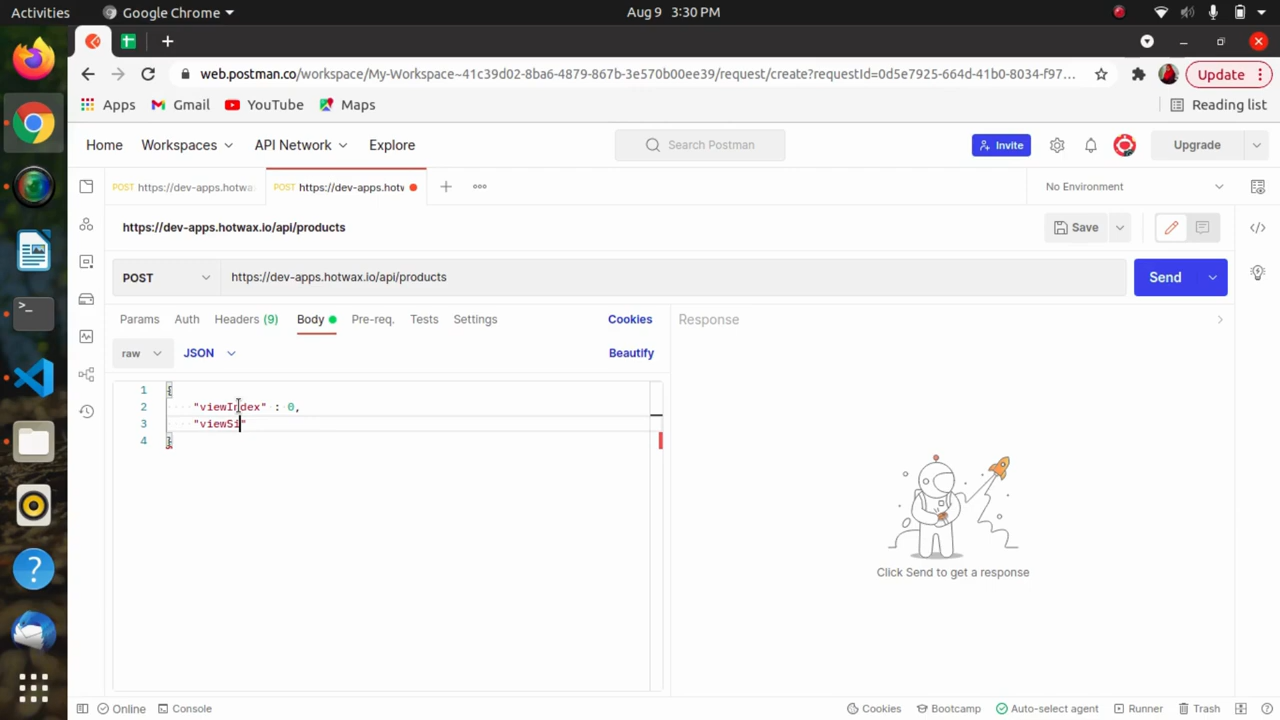 Activities
Google Chrome
Aug 9 3:30 PM
web.postman.co/workspace/My-Workspace~41c39d02-8ba6-4879-867b-3e570b00ee39/request/create?requestId=0d5e7925-664d-41b0-8034-f97...
Update
Apps
Gmail
YouTube
Maps
Reading list
Home
Workspaces
API Network
Explore
Search Postman
Invite
Upgrade
POST https://dev-apps.hotwa
POST https://dev-apps.hotw
No Environment
https://dev-apps.hotwax.io/api/products
Save
POST
https://dev-apps.hotwax.io/api/products
Send
Params
Auth
Headers (9)
Body
Pre-req.
Tests
Settings
Cookies
Response
raw
JSON
Beautify
1 {
2 "viewIndex" : 0,
3 "viewSi"
4 }
Click Send to get a response
Online
Console
Cookies
Bootcamp
Auto-select agent
Runner
Trash